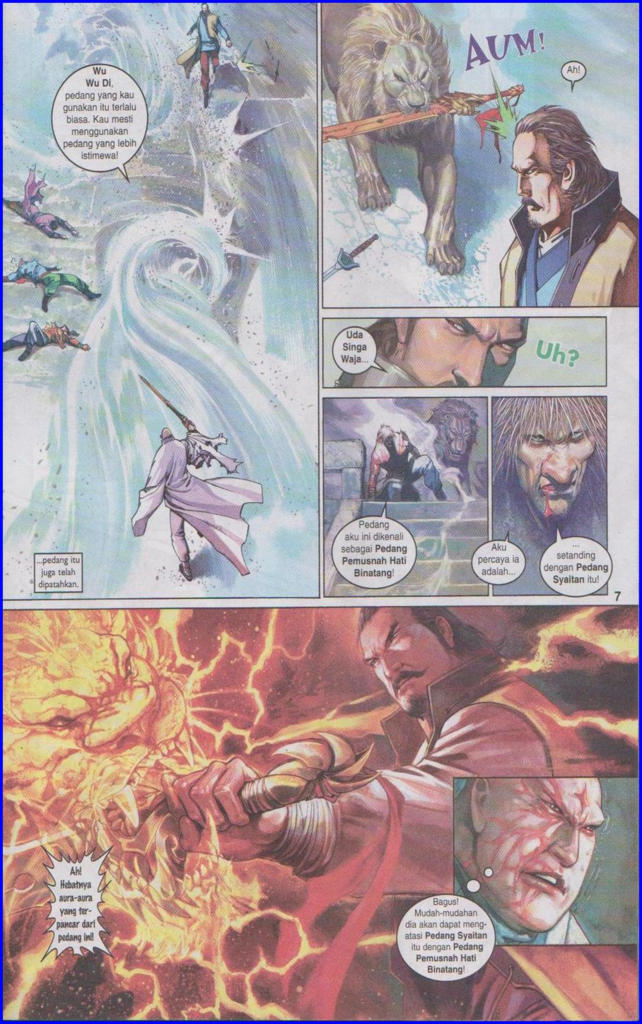 Wu
Wu Di,
pedang yang kau
gunakan itu terlalu
biasa. Kau mesti
menggunakan
pedang yang lebih
istimewa!
...pedang itu
juga telah
dipatahkan.
AUM!
Ah!
Uda
Singa
Waja...
Uh?
Pedang
aku ini dikenali
sebagai Pedang
Pemusnah Hati
Binatang!
Aku
percaya ia
adalah...
...
setanding
dengan Pedang
Syaitan itu!
7
Ah!
Hebatnya
aura-aura
yang ter-
pancar dari
pedang ini!
Bagus!
Mudah-mudahan
dia akan dapat meng-
atasi Pedang Syaitan
itu dengan Pedang
Pemusnah Hati
Binatang!